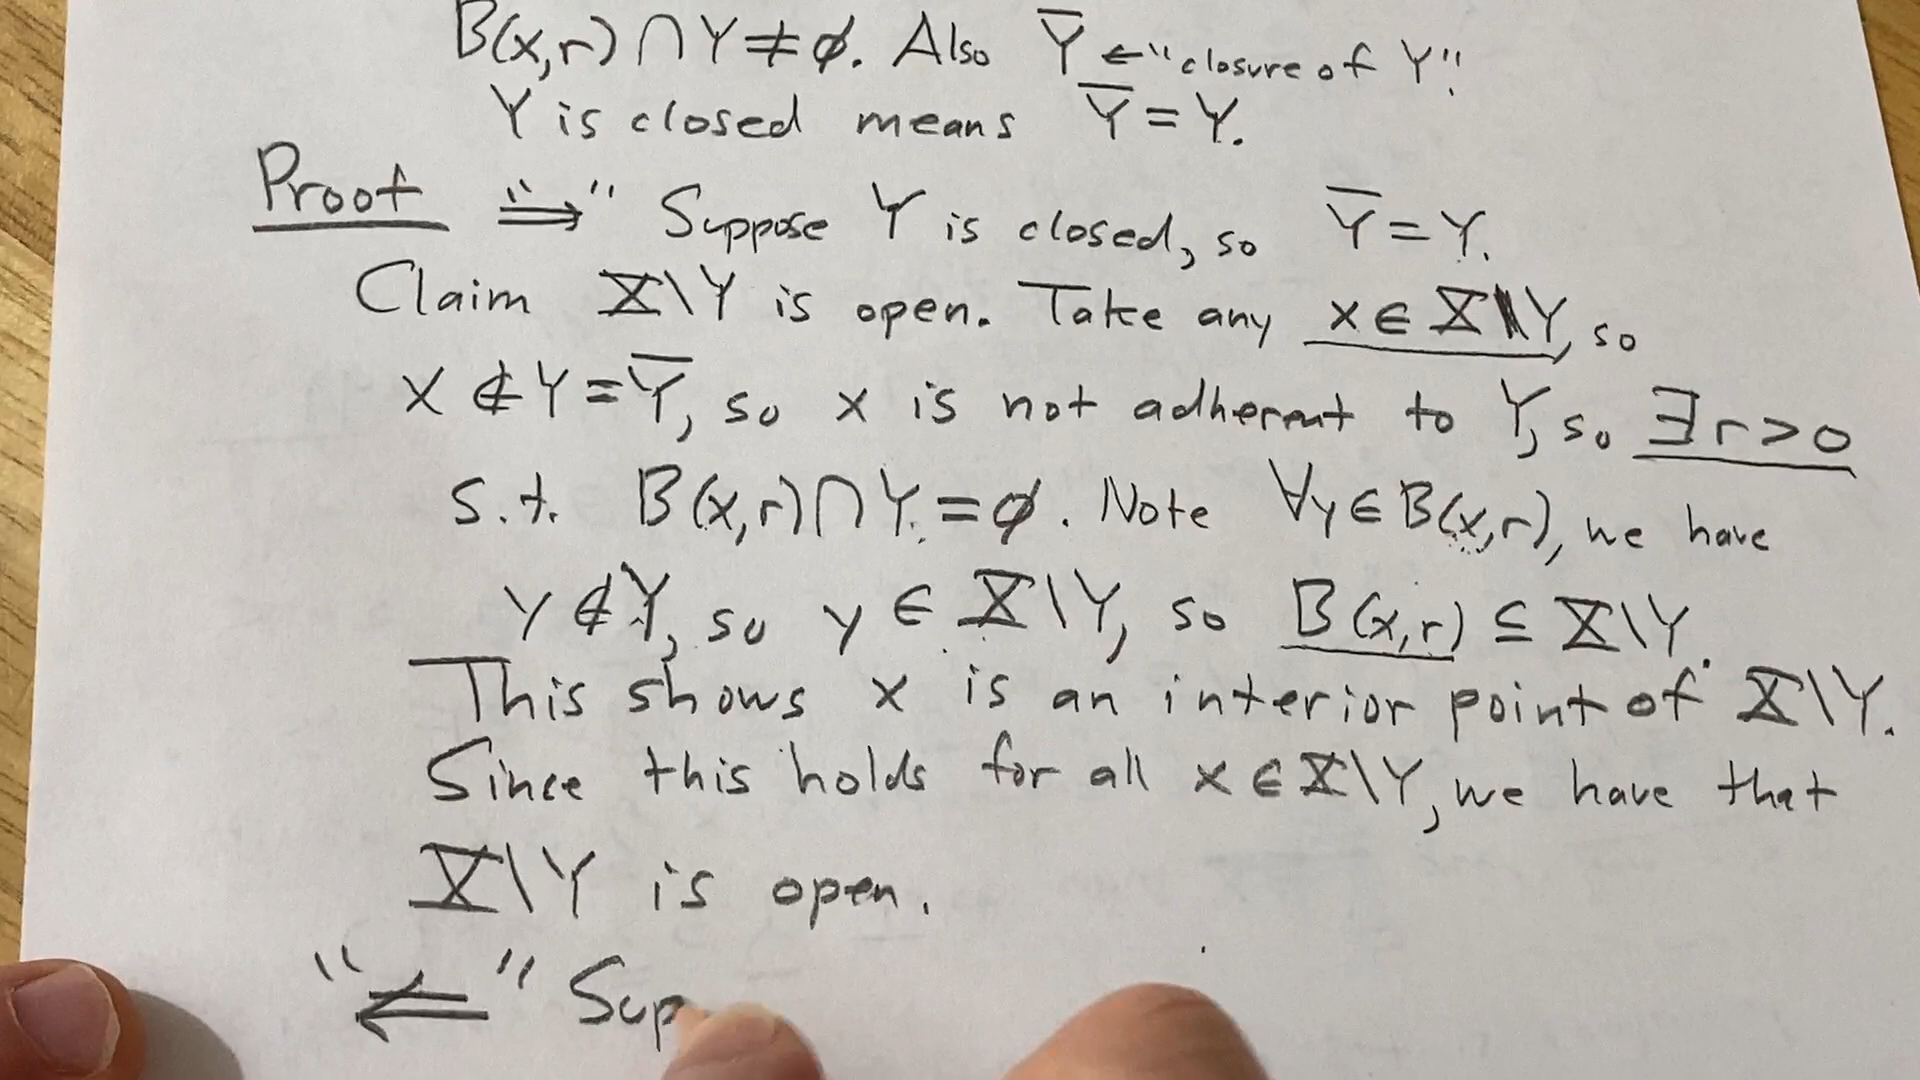 B(x,r) ∩ Y ≠ ∅. Also Y̅ ← "closure of Y".
Y is closed means Y̅ = Y.
Proof "⟹" Suppose Y is closed, so Y̅ = Y.
Claim X\Y is open. Take any x ∈ X\Y, so
x ∉ Y = Y̅, so x is not adherent to Y, so ∃ r > 0
s.t. B(x,r) ∩ Y = ∅. Note ∀y ∈ B(x,r), we have
y ∉ Y, so y ∈ X\Y, so B(x,r) ⊆ X\Y.
This shows x is an interior point of X\Y.
Since this holds for all x ∈ X\Y, we have that
X\Y is open.
"⟸" Sup